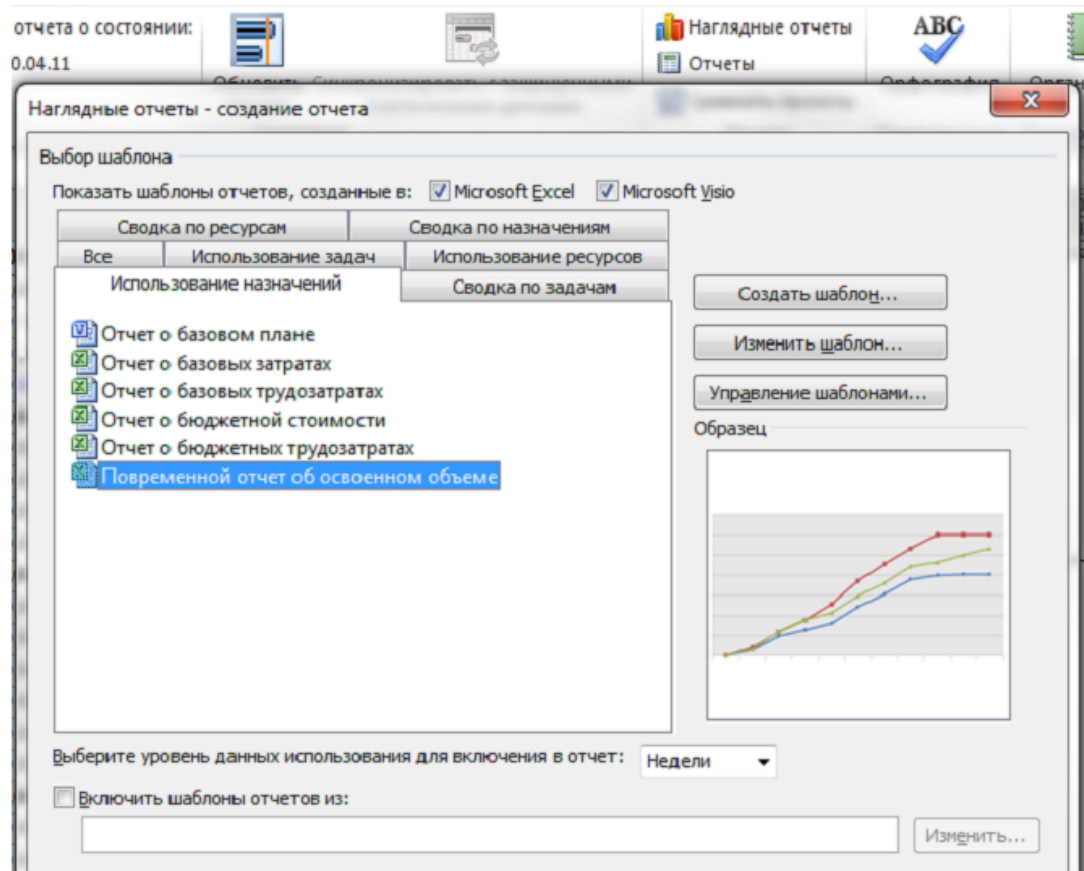 отчета о состоянии:
0.04.11
Наглядные отчеты
Отчеты
ABC
Орфография
Наглядные отчеты - создание отчета
Выбор шаблона
Показать шаблоны отчетов, созданные в: Microsoft Excel Microsoft Visio
Сводка по ресурсам Сводка по назначениям
Все Использование задач Использование ресурсов
Использование назначений Сводка по задачам
Отчет о базовом плане
Отчет о базовых затратах
Отчет о базовых трудозатратах
Отчет о бюджетной стоимости
Отчет о бюджетных трудозатратах
Повременной отчет об освоенном объеме
Создать шаблон...
Изменить шаблон...
Управление шаблонами...
Образец
Выберите уровень данных использования для включения в отчет: Недели
Включить шаблоны отчетов из:
Изменить...